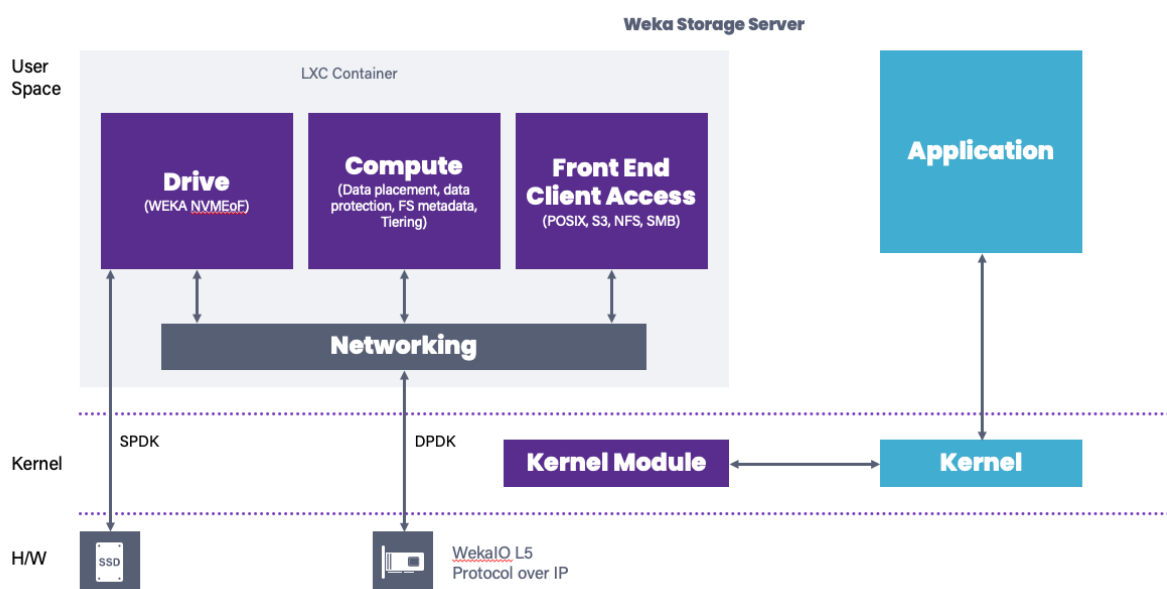 Weka Storage Server
User
Space
LXC Container
Drive
(WEKA NVMEoF)
Compute
(Data placement, data
protection, FS metadata,
Tiering)
Front End
Client Access
(POSIX, S3, NFS, SMB)
Application
Networking
SPDK
DPDK
Kernel
Kernel Module
Kernel
H/W
SSD
WekaIO L5
Protocol over IP